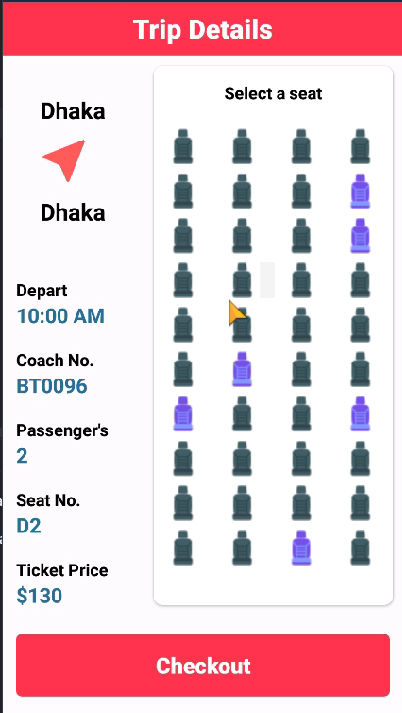 Trip Details
Dhaka
Dhaka
Depart
10:00 AM
Coach No.
BT0096
Passenger's
2
Seat No.
D2
Ticket Price
$130
Select a seat
Checkout